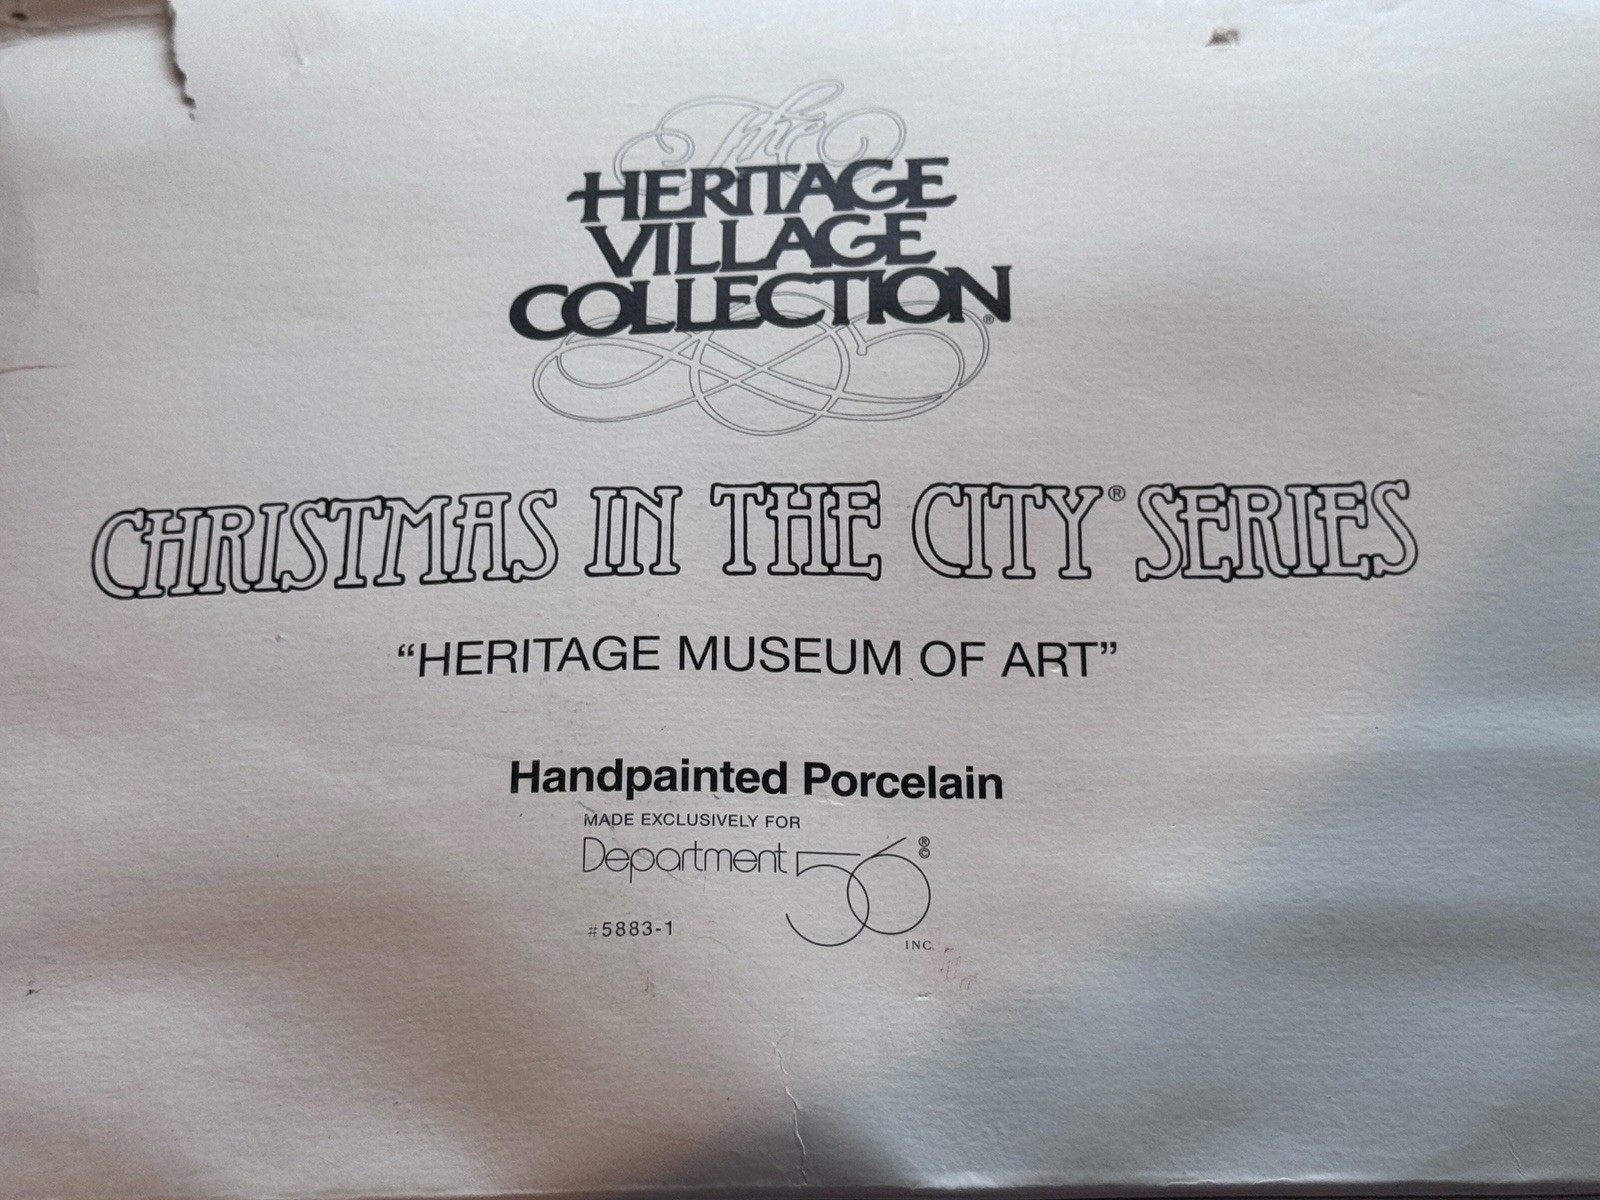 The
HERITAGE
VILLAGE
COLLECTION®
CHRISTMAS IN THE CITY® SERIES
“HERITAGE MUSEUM OF ART”
Handpainted Porcelain
MADE EXCLUSIVELY FOR
Department 56 ®©
#5883-1
INC.